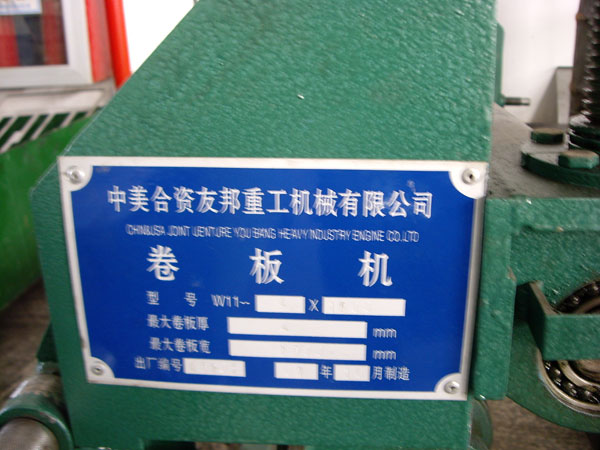 中美合资友邦重工机械有限公司
CHIN&USA JOINT UENTURE YOU BANG HEAVY INDUSTRY ENGINE CO.,LTD
卷 板 机
型 号 W11-- X
最大卷板厚 mm
最大卷板宽 mm
出厂编号 年 月制造